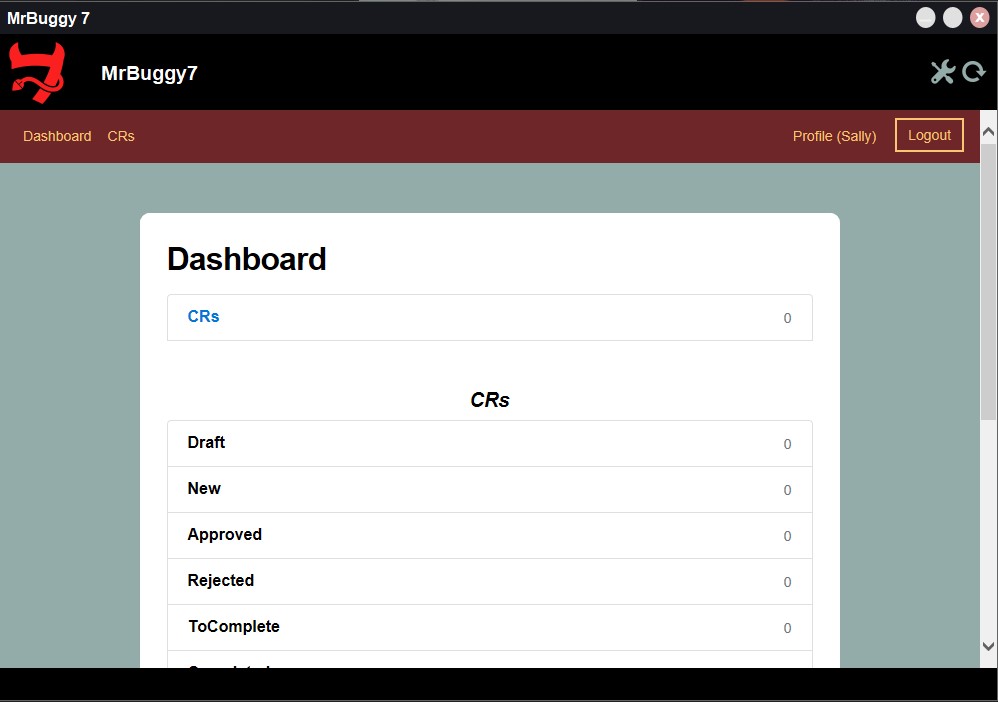 MrBuggy 7
X
MrBuggy7
Dashboard CRs Profile (Sally) Logout
Dashboard
CRs 0
CRs
Draft 0
New 0
Approved 0
Rejected 0
ToComplete 0